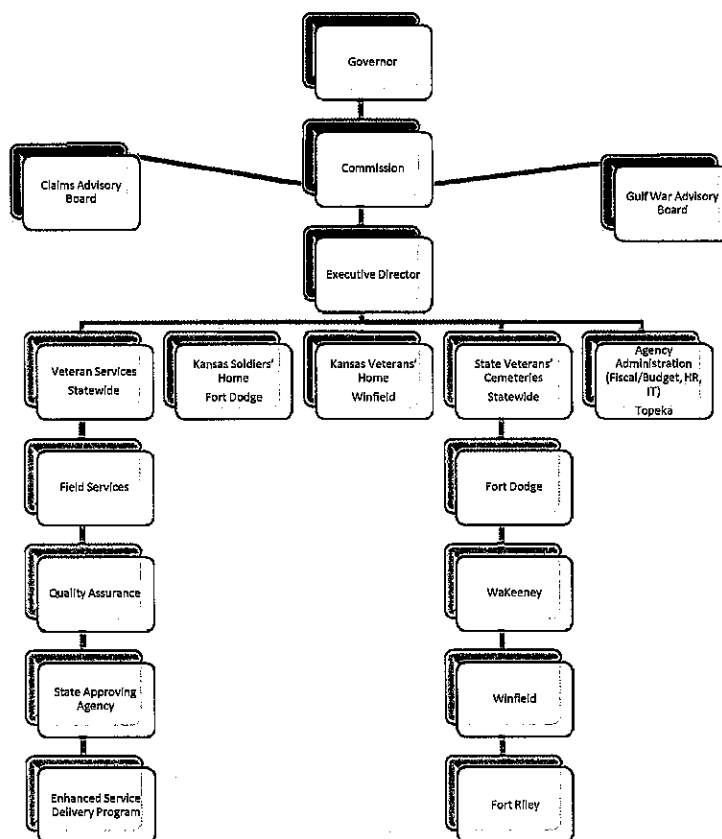 Governor
Commission
Claims Advisory
Board
Gulf War Advisory
Board
Executive Director
Veteran Services
Statewide
Kansas Soldiers'
Home
Fort Dodge
Kansas Veterans'
Home
Winfield
State Veterans'
Cemeteries
Statewide
Agency
Administration
(Fiscal/Budget, HR,
IT)
Topeka
Field Services
Fort Dodge
Quality Assurance
WaKeeney
State Approving
Agency
Winfield
Enhanced Service
Delivery Program
Fort Riley